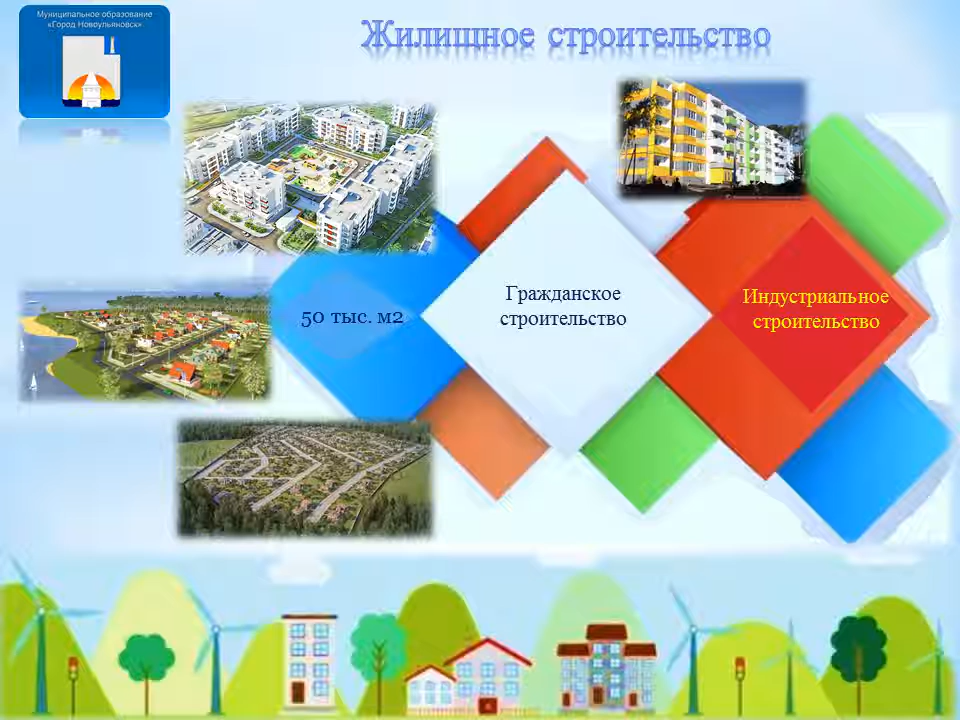 Муниципальное образование
«Город Новоульяновск»
Жилищное строительство
50 тыс. м2
Гражданское
строительство
Индустриальное
строительство